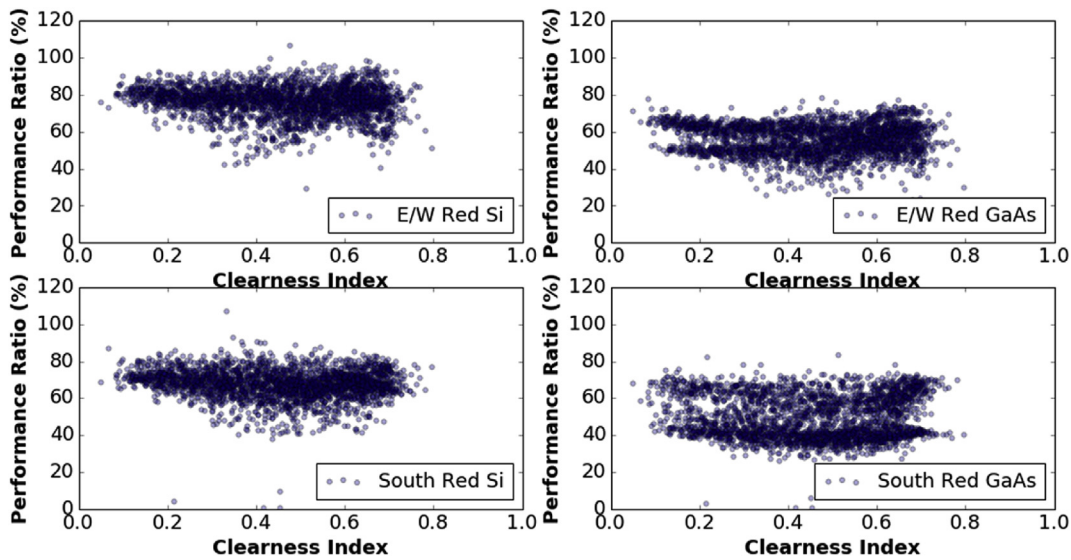 Performance Ratio (%)
120
100
80
60
40
20
0
0.0 0.2 0.4 0.6 0.8 1.0
Clearness Index
E/W Red Si
Performance Ratio (%)
120
100
80
60
40
20
0
0.0 0.2 0.4 0.6 0.8 1.0
Clearness Index
E/W Red GaAs
Performance Ratio (%)
120
100
80
60
40
20
0
0.0 0.2 0.4 0.6 0.8 1.0
Clearness Index
South Red Si
Performance Ratio (%)
120
100
80
60
40
20
0
0.0 0.2 0.4 0.6 0.8 1.0
Clearness Index
South Red GaAs